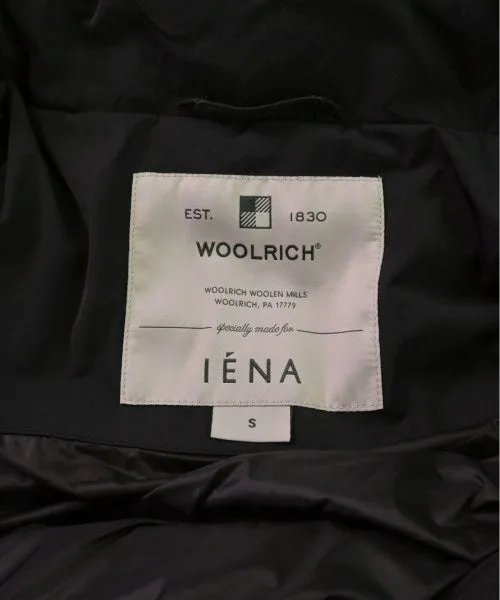 EST. 1830
WOOLRICH®
WOOLRICH WOOLEN MILLS
WOOLRICH, PA 17779
specially made for
IÉNA
S